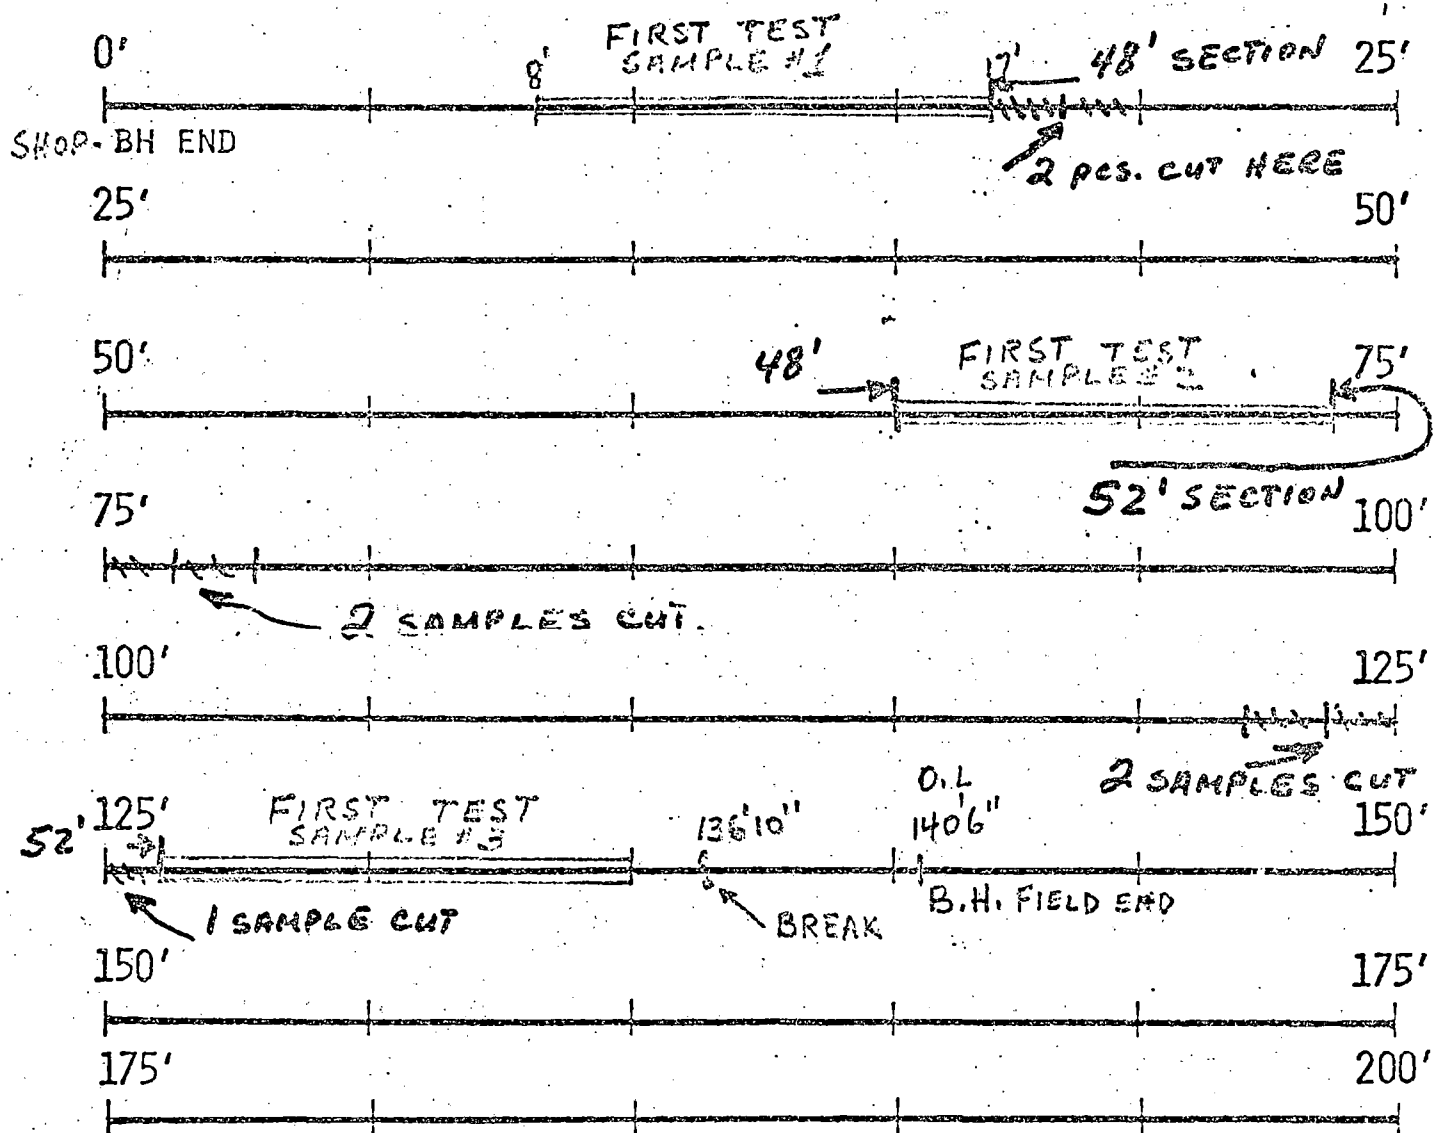 FIRST TEST
SAMPLE #1
0'
8'
17'
48' SECTION
25'
SHOP- BH END
2 pcs. CUT HERE
25'
50'
50'
48'
FIRST TEST
SAMPLE # 2
75'
52' SECTION
75'
100'
2 SAMPLES CUT.
100'
125'
2 SAMPLES CUT
52'
125'
FIRST TEST
SAMPLE #3
136'10"
O.L
140'6"
150'
1 SAMPLE CUT
BREAK
B.H. FIELD END
150'
175'
175'
200'